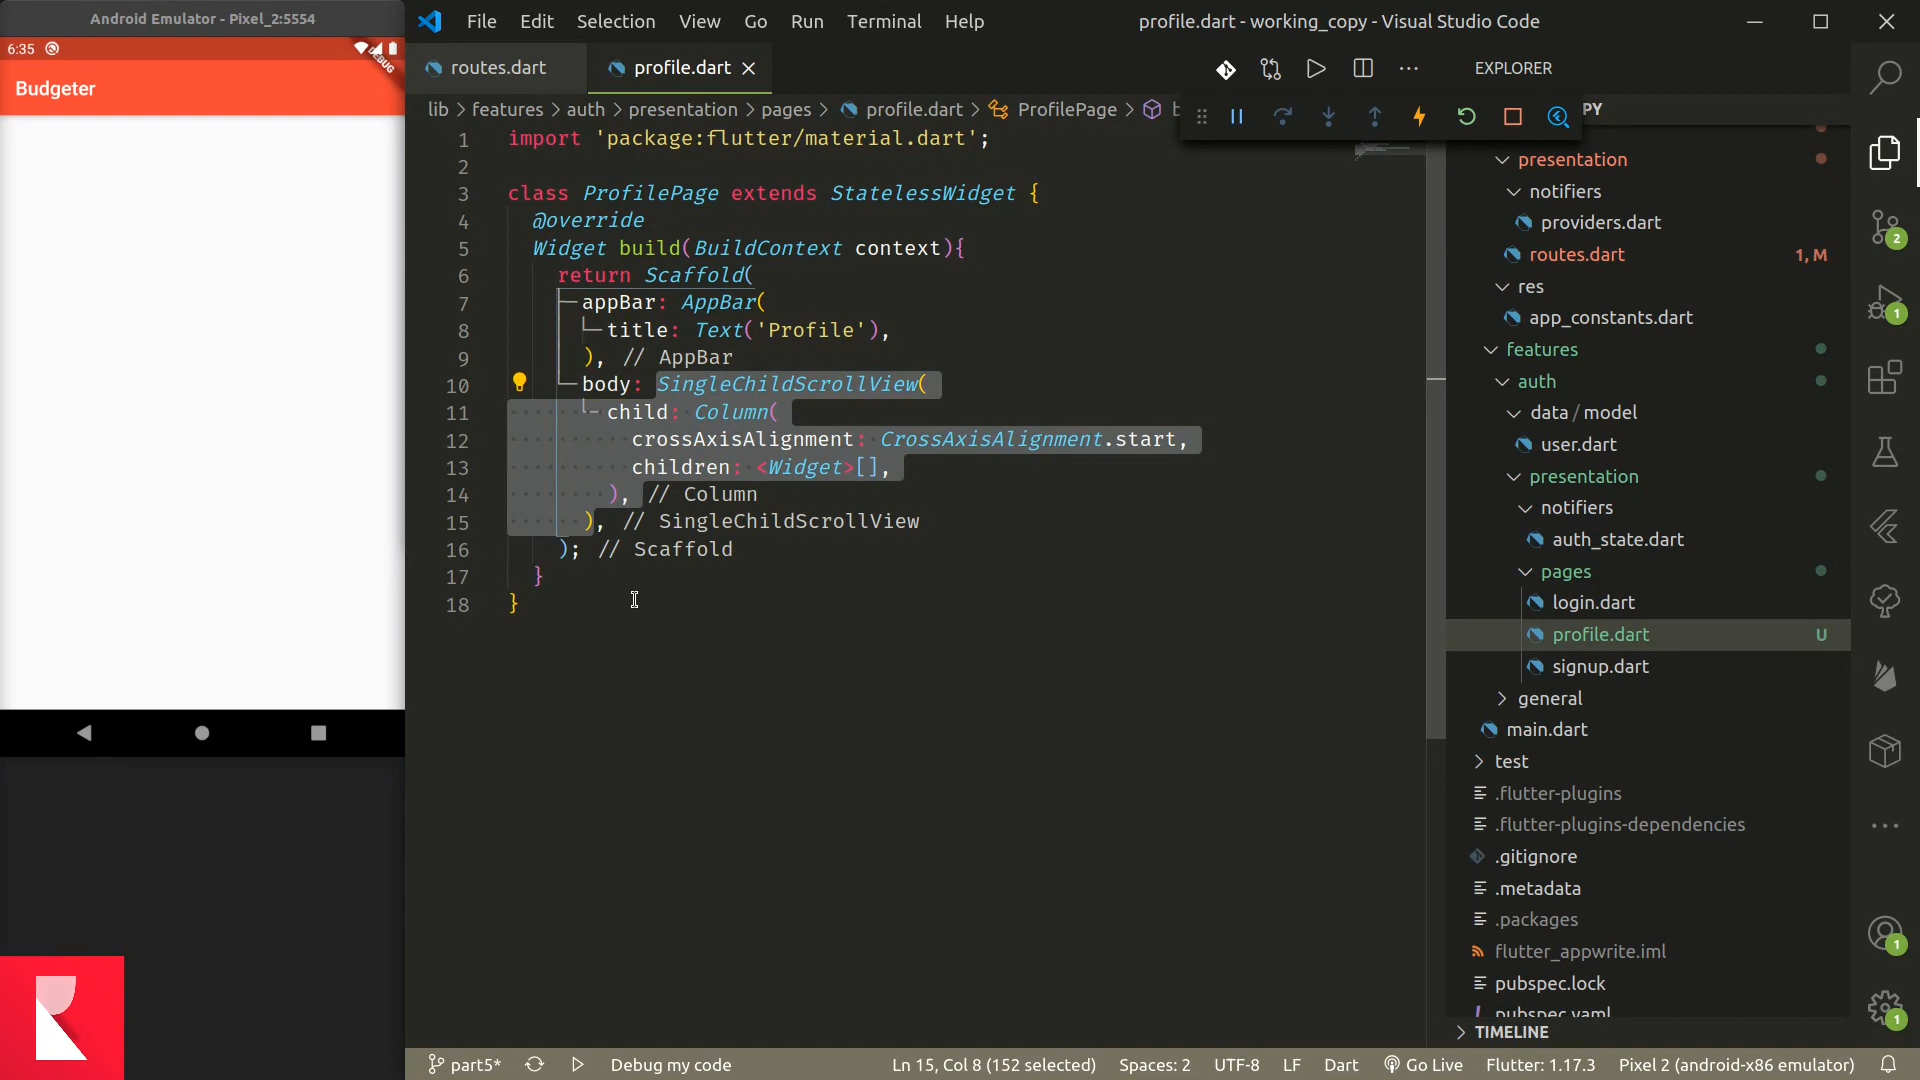 Android Emulator - Pixel_2:5554
6:35
DEBUG
Budgeter
File Edit Selection View Go Run Terminal Help
profile.dart - working_copy - Visual Studio Code
routes.dart
profile.dart
lib > features > auth > presentation > pages > profile.dart > ProfilePage >
1 import 'package:flutter/material.dart';
2
3 class ProfilePage extends StatelessWidget {
4 @override
5 Widget build(BuildContext context){
6 return Scaffold(
7 appBar: AppBar(
8 title: Text('Profile'),
9 ), // AppBar
10 body: SingleChildScrollView(
11 child: Column(
12 crossAxisAlignment: CrossAxisAlignment.start,
13 children: <Widget>[],
14 ), // Column
15 ), // SingleChildScrollView
16 ); // Scaffold
17 }
18 }
EXPLORER
PY
presentation
notifiers
providers.dart
routes.dart 1, M
res
app_constants.dart
features
auth
data / model
user.dart
presentation
notifiers
auth_state.dart
pages
login.dart
profile.dart U
signup.dart
general
main.dart
test
.flutter-plugins
.flutter-plugins-dependencies
.gitignore
.metadata
.packages
flutter_appwrite.iml
pubspec.lock
pubspec.yaml
TIMELINE
2
1
1
1
part5* Debug my code Ln 15, Col 8 (152 selected) Spaces: 2 UTF-8 LF Dart Go Live Flutter: 1.17.3 Pixel 2 (android-x86 emulator)